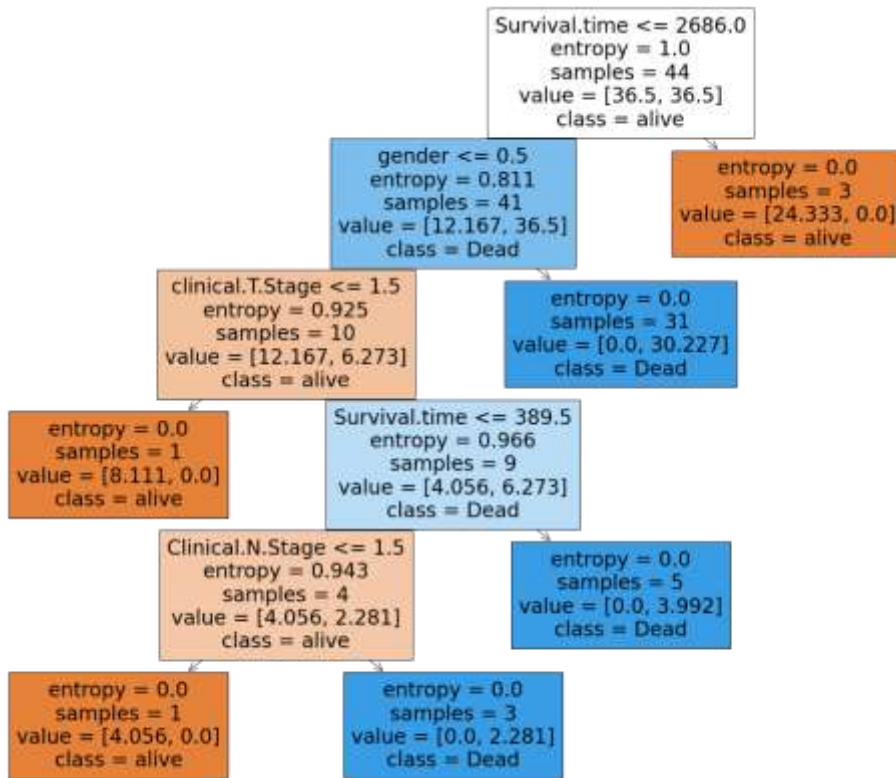 Survival.time <= 2686.0
entropy = 1.0
samples = 44
value = [36.5, 36.5]
class = alive
gender <= 0.5
entropy = 0.811
samples = 41
value = [12.167, 36.5]
class = Dead
entropy = 0.0
samples = 3
value = [24.333, 0.0]
class = alive
clinical.T.Stage <= 1.5
entropy = 0.925
samples = 10
value = [12.167, 6.273]
class = alive
entropy = 0.0
samples = 31
value = [0.0, 30.227]
class = Dead
entropy = 0.0
samples = 1
value = [8.111, 0.0]
class = alive
Survival.time <= 389.5
entropy = 0.966
samples = 9
value = [4.056, 6.273]
class = Dead
Clinical.N.Stage <= 1.5
entropy = 0.943
samples = 4
value = [4.056, 2.281]
class = alive
entropy = 0.0
samples = 5
value = [0.0, 3.992]
class = Dead
entropy = 0.0
samples = 1
value = [4.056, 0.0]
class = alive
entropy = 0.0
samples = 3
value = [0.0, 2.281]
class = Dead